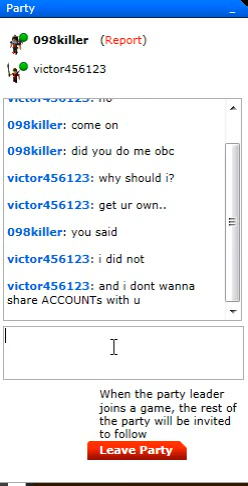 Party
098killer (Report)
victor456123
098killer: come on
098killer: did you do me obc
victor456123: why should i?
victor456123: get ur own..
098killer: you said
victor456123: i did not
victor456123: and i dont wanna
share ACCOUNTs with u
When the party leader
joins a game, the rest of
the party will be invited
to follow
Leave Party